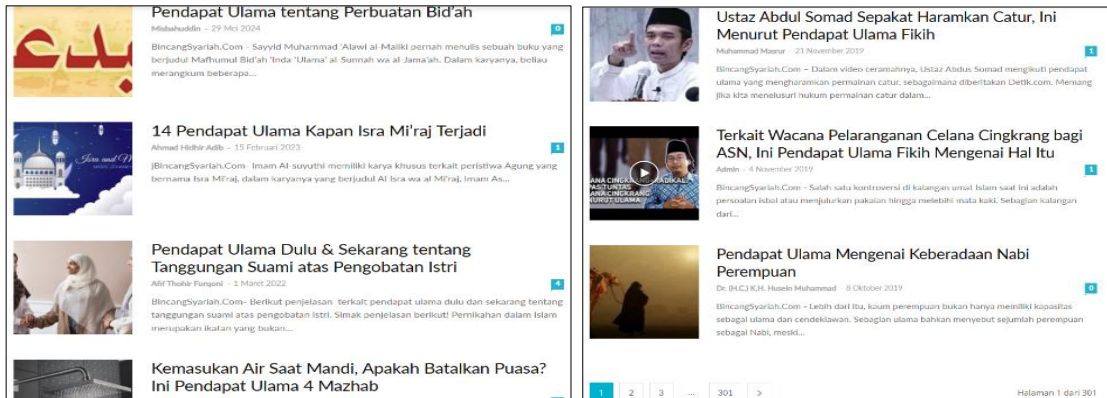 Pendapat Ulama tentang Perbuatan Bid'ah
Misbahuddin - 29 Mei 2024
0
BincangSyariah.Com - Sayyid Muhammad 'Alawi al-Maliki pernah menulis sebuah buku yang
berjudul Mafhumul Bid'ah 'Inda 'Ulama' al-Sunnah wa al-Jama'ah. Dalam karyanya, beliau
merangkum beberapa...
14 Pendapat Ulama Kapan Isra Mi'raj Terjadi
Ahmad Hidhir Adib - 15 Februari 2023
1
jBincangSyariah.Com- Imam Al-suyuthi memiliki karya khusus terkait peristiwa Agung yang
bernama Isra Mi'raj, dalam karyanya yang berjudul Al Isra wa al Mi'raj, Imam As...
Pendapat Ulama Dulu & Sekarang tentang
Tanggungan Suami atas Pengobatan Istri
Afif Thohir Furqoni - 1 Maret 2022
4
BincangSyariah.Com- Berikut penjelasan terkait pendapat ulama dulu dan sekarang tentang
tanggungan suami atas pengobatan istri. Simak penjelasan berikut! Pernikahan dalam Islam
merupakan ikatan yang bukan...
Kemasukan Air Saat Mandi, Apakah Batalkan Puasa?
Ini Pendapat Ulama 4 Mazhab
Ustaz Abdul Somad Sepakat Haramkan Catur, Ini
Menurut Pendapat Ulama Fikih
Muhammad Masrur - 21 November 2019
1
BincangSyariah.Com – Dalam video ceramahnya, Ustaz Abdus Somad mengikuti pendapat
ulama yang mengharamkan permainan catur, sebagaimana diberitakan Detik.com. Memang
jika kita menelusuri hukum permainan catur dalam...
Terkait Wacana Pelaranganan Celana Cingkrang bagi
ASN, Ini Pendapat Ulama Fikih Mengenai Hal Itu
Admin - 4 November 2019
1
BincangSyariah.Com - Salah satu kontroversi di kalangan umat Islam saat ini adalah
persoalan isbal atau menjulurkan pakaian hingga melebihi mata kaki. Sebagian kalangan
dari...
Pendapat Ulama Mengenai Keberadaan Nabi
Perempuan
Dr. (H.C.) K.H. Husein Muhammad - 8 Oktober 2019
0
BincangSyariah.Com – Lebih dari itu, kaum perempuan bukan hanya memiliki kapasitas
sebagai ulama dan cendekiawan. Sebagian ulama bahkan menyebut sejumlah perempuan
sebagai Nabi, meski...
1 2 3 ... 301 >
Halaman 1 dari 301